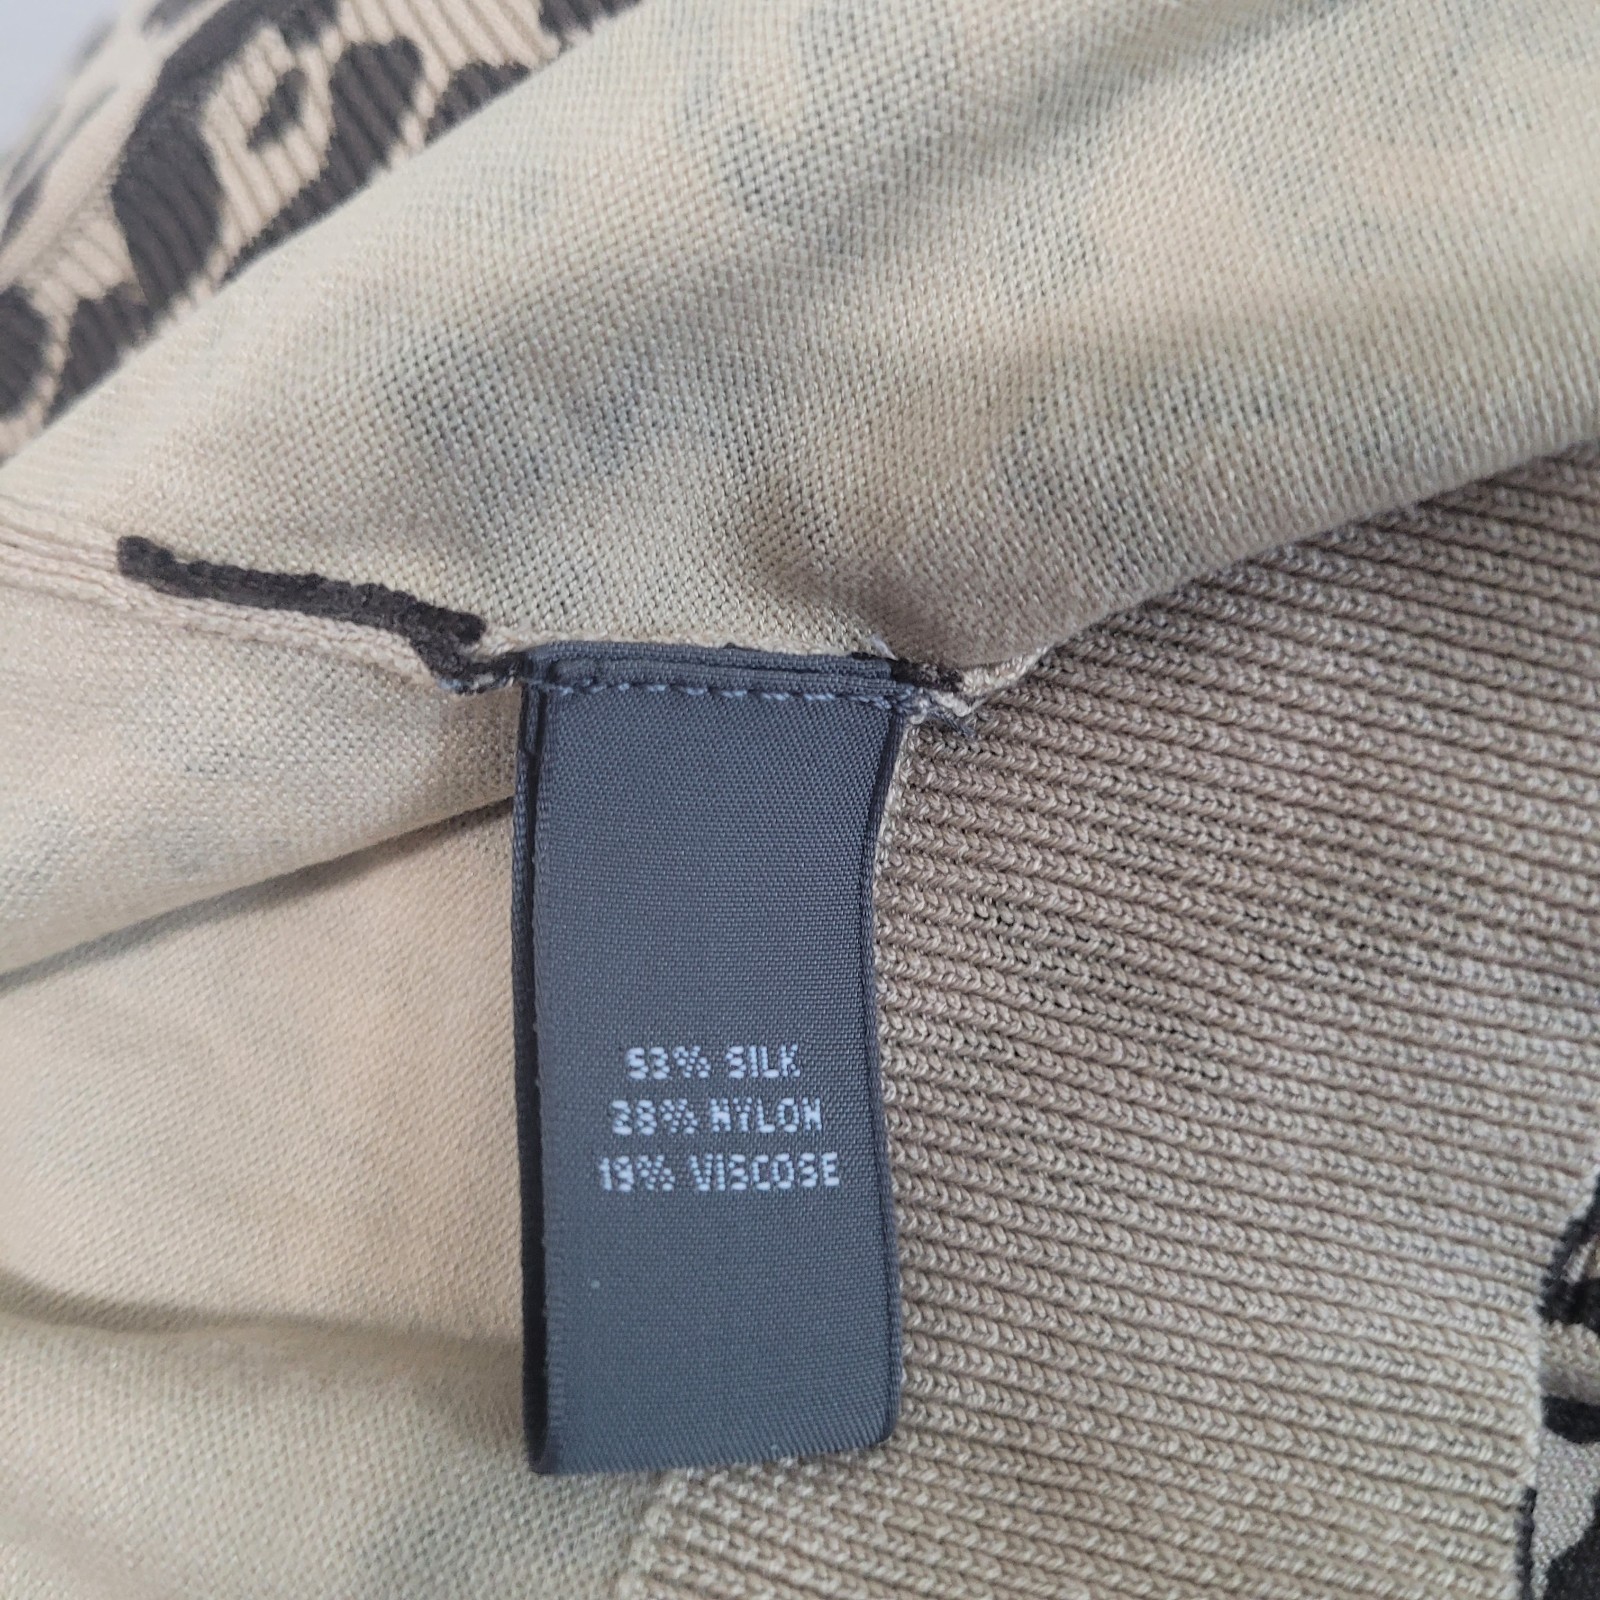 53% SILK
28% NYLON
19% VISCOSE